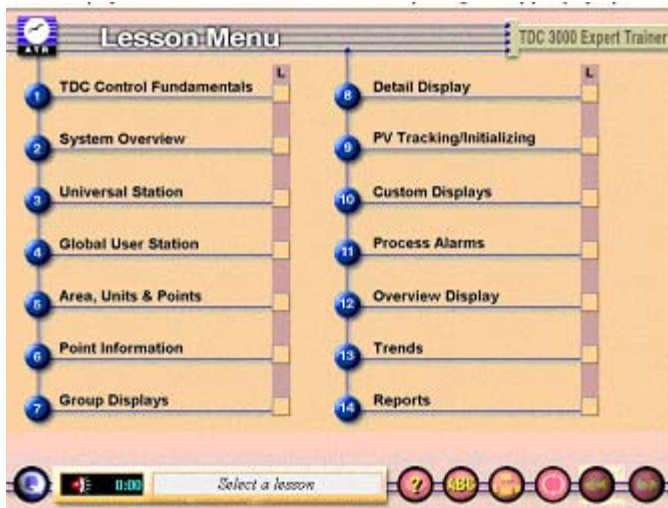 ATR
Lesson Menu
TDC 3000 Expert Trainer
L
1 TDC Control Fundamentals
2 System Overview
3 Universal Station
4 Global User Station
5 Area, Units & Points
6 Point Information
7 Group Displays
L
8 Detail Display
9 PV Tracking/Initializing
10 Custom Displays
11 Process Alarms
12 Overview Display
13 Trends
14 Reports
0:00
Select a lesson
?
ABC